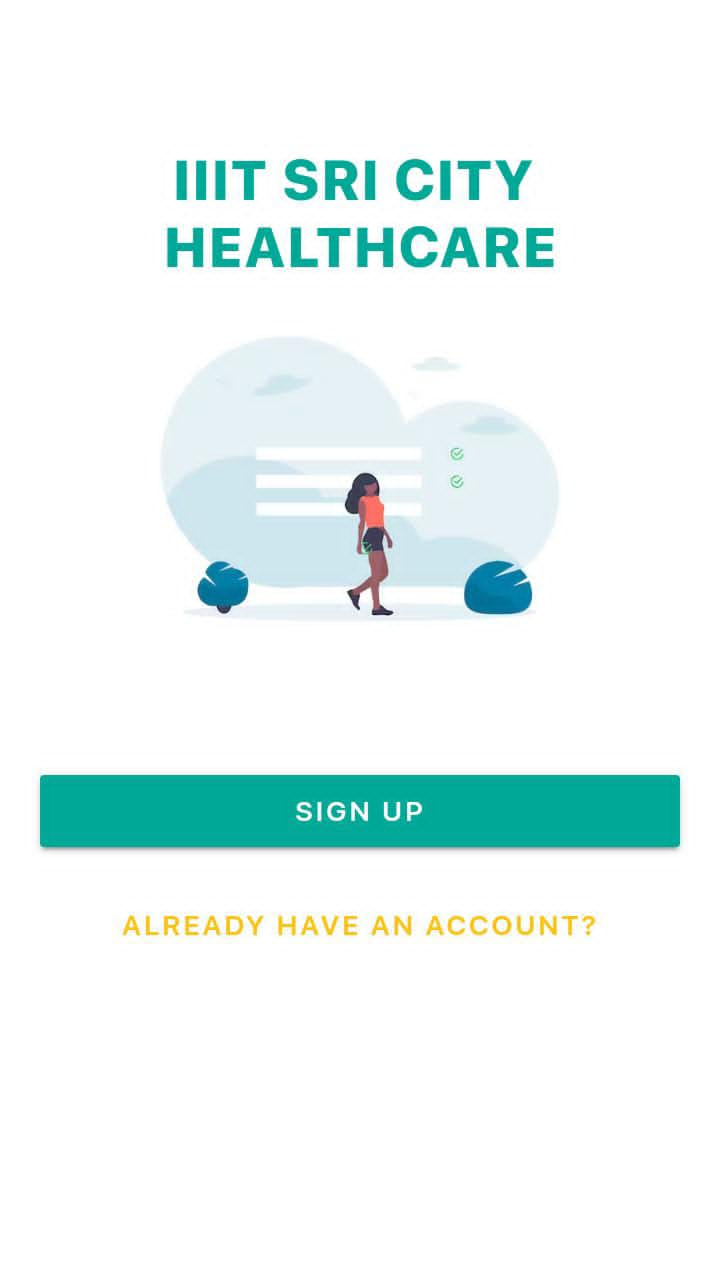 IIIT SRI CITY
HEALTHCARE
SIGN UP
ALREADY HAVE AN ACCOUNT?